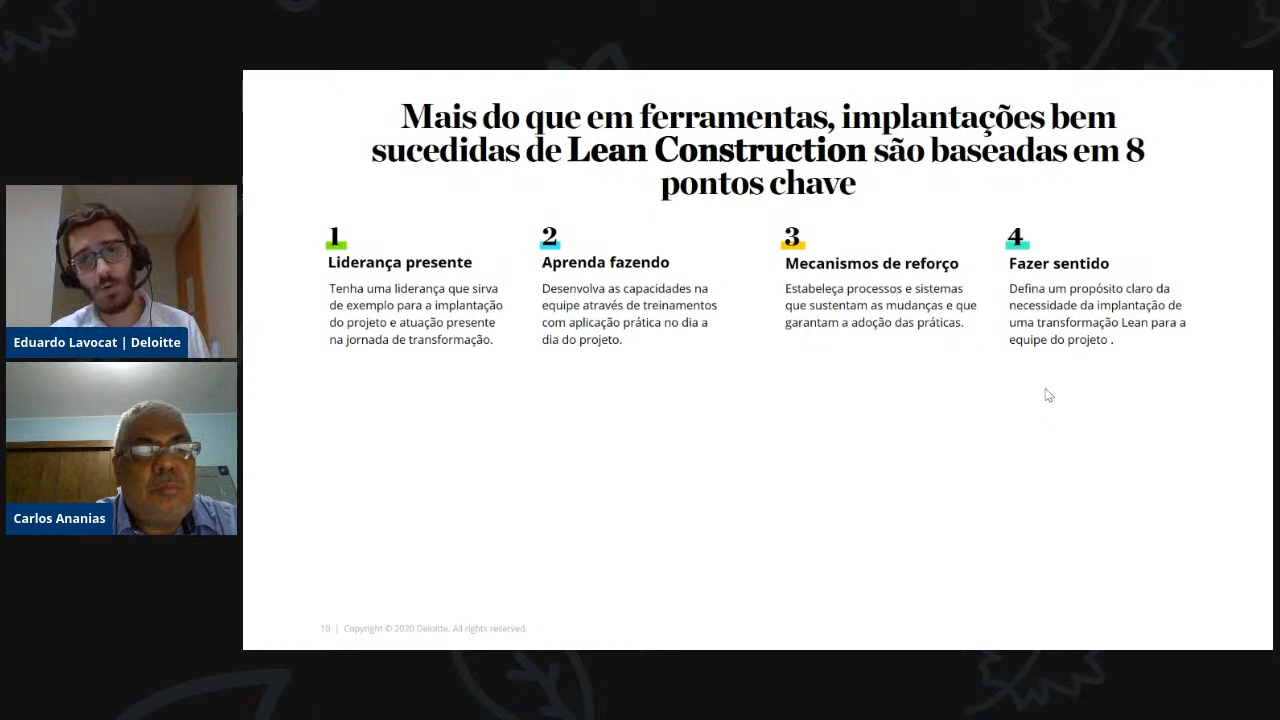 Mais do que em ferramentas, implantações bem
sucedidas de Lean Construction são baseadas em 8
pontos chave
1
Liderança presente
Tenha uma liderança que sirva
de exemplo para a implantação
do projeto e atuação presente
na jornada de transformação.
2
Aprenda fazendo
Desenvolva as capacidades na
equipe através de treinamentos
com aplicação prática no dia a
dia do projeto.
3
Mecanismos de reforço
Estabeleça processos e sistemas
que sustentam as mudanças e que
garantam a adoção das práticas.
4
Fazer sentido
Defina um propósito claro da
necessidade da implantação de
uma transformação Lean para a
equipe do projeto .
Eduardo Lavocat | Deloitte
Carlos Ananias
10 | Copyright © 2020 Deloitte. All rights reserved.